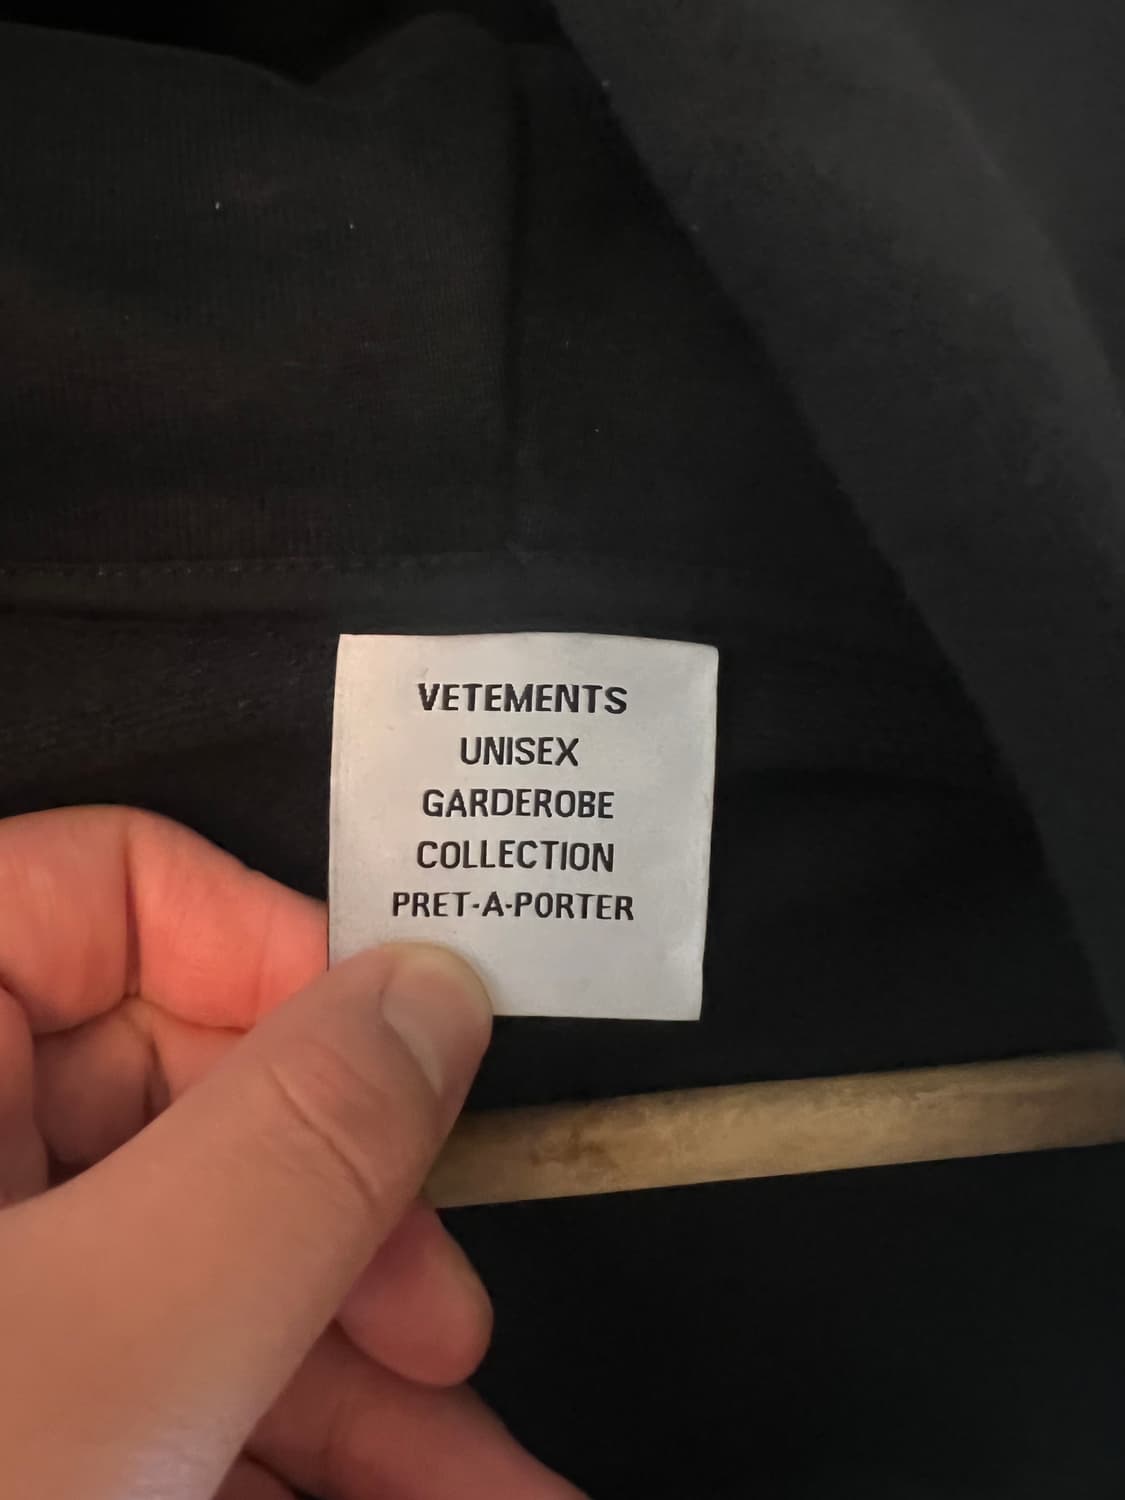 VETEMENTS
UNISEX
GARDEROBE
COLLECTION
PRET-A-PORTER